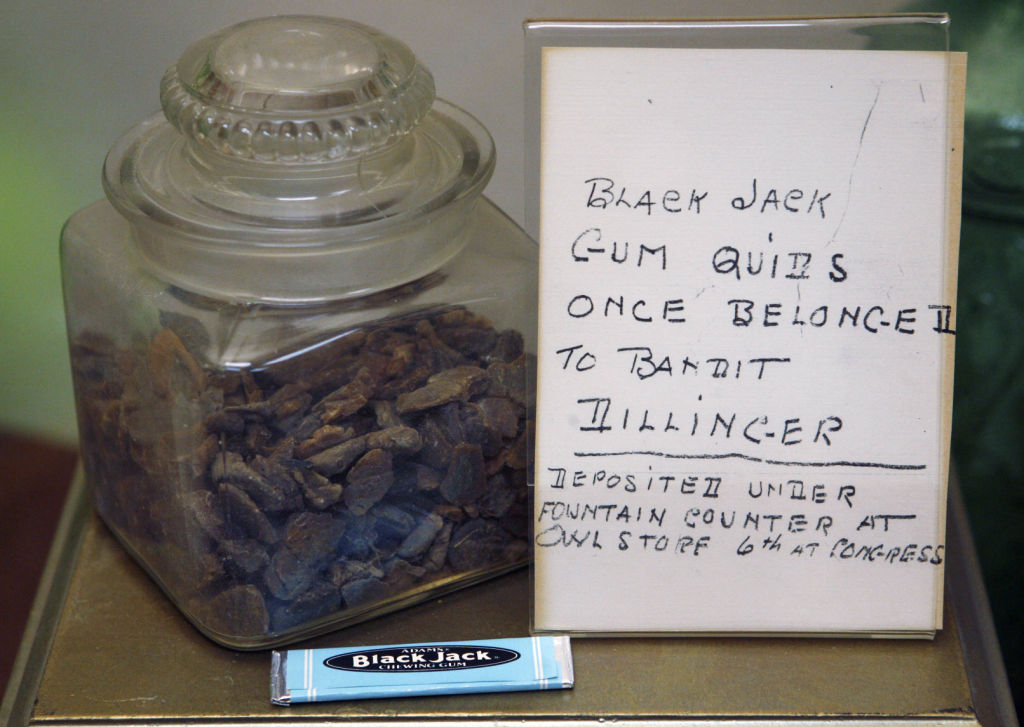 BLACK JACK
GUM QUIDS
ONCE BELONGED
TO BANDIT
DILLINGER
DEPOSITED UNDER
FOUNTAIN COUNTER AT
OWL STORE 6th AT CONGRESS
ADAMS
Black Jack
CHEWING GUM